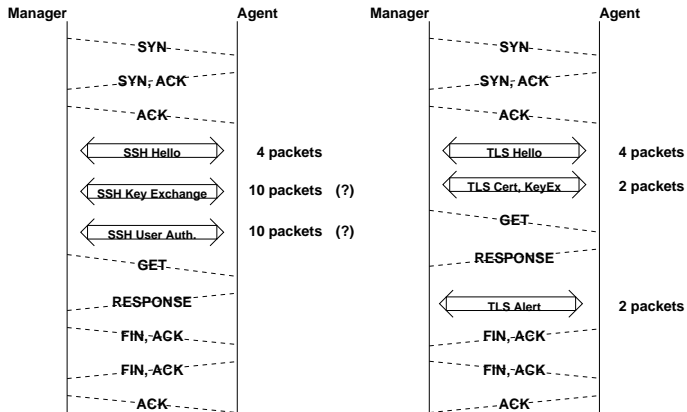 Manager Agent
SYN
SYN, ACK
ACK
SSH Hello 4 packets
SSH Key Exchange 10 packets (?)
SSH User Auth. 10 packets (?)
GET
RESPONSE
FIN, ACK
FIN, ACK
ACK
Manager Agent
SYN
SYN, ACK
ACK
TLS Hello 4 packets
TLS Cert, KeyEx 2 packets
GET
RESPONSE
TLS Alert 2 packets
FIN, ACK
FIN, ACK
ACK